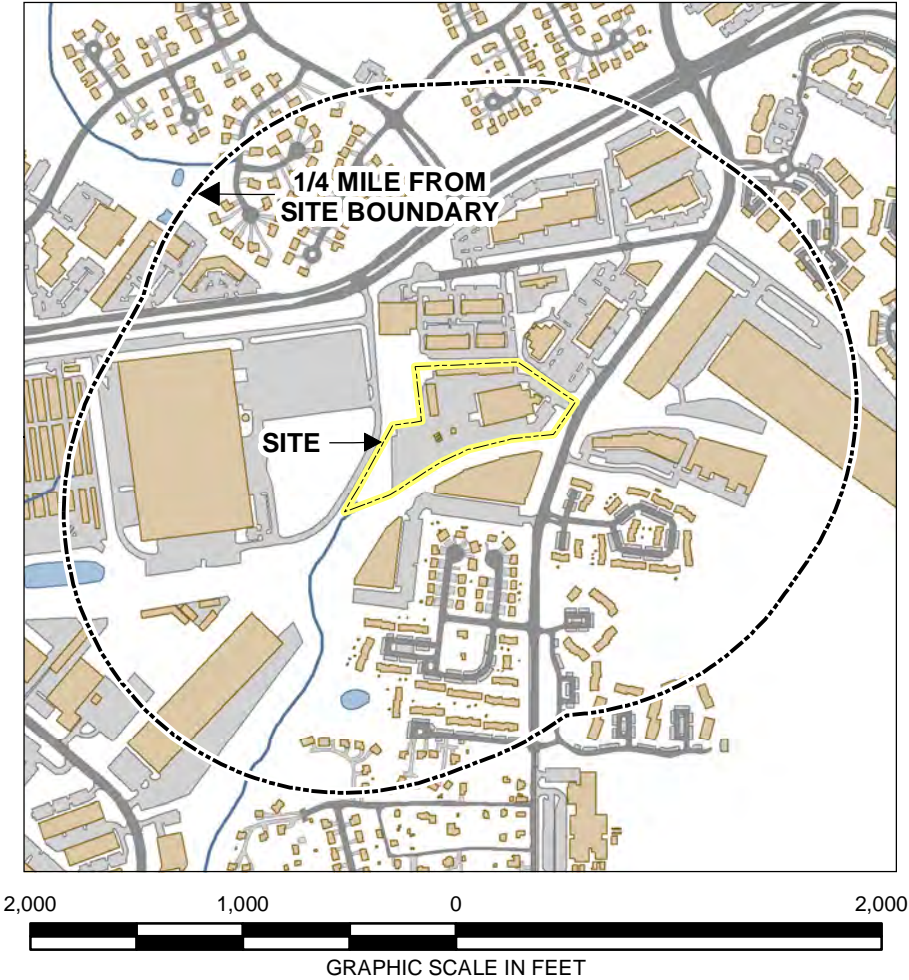 1/4 MILE FROM
SITE BOUNDARY
SITE
2,000 1,000 0 2,000
GRAPHIC SCALE IN FEET